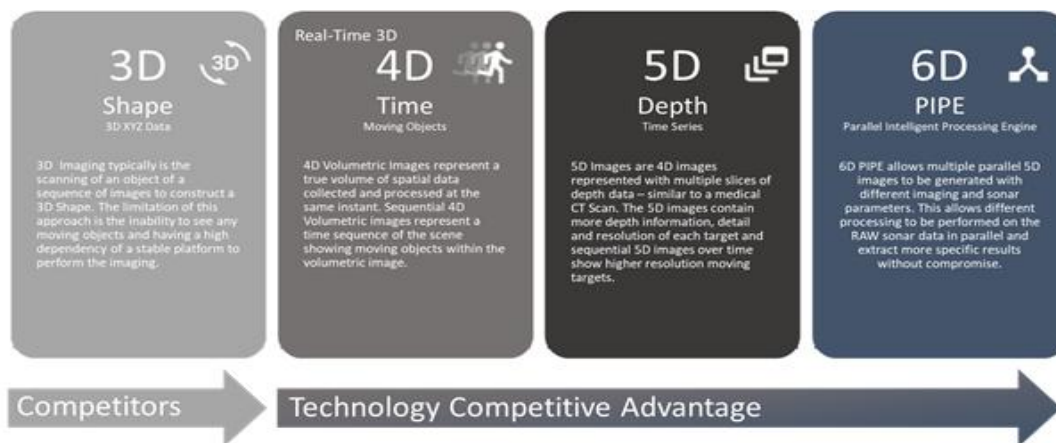 3D
3D
Shape
3D XYZ Data
3D Imaging typically is the
scanning of an object of a
sequence of images to construct a
3D Shape. The limitation of this
approach is the inability to see any
moving objects and having a high
dependency of a stable platform to
perform the imaging.
Real-Time 3D
4D
Time
Moving Objects
4D Volumetric Images represent a
true volume of spatial data
collected and processed at the
same instant. Sequential 4D
Volumetric images represent a
time sequence of the scene
showing moving objects within the
volumetric image.
5D
Depth
Time Series
5D Images are 4D images
represented with multiple slices of
depth data – similar to a medical
CT Scan. The 5D images contain
more depth information, detail
and resolution of each target and
sequential 5D images over time
show higher resolution moving
targets.
6D
PIPE
Parallel Intelligent Processing Engine
6D PIPE allows multiple parallel 5D
images to be generated with
different imaging and sonar
parameters. This allows different
processing to be performed on the
RAW sonar data in parallel and
extract more specific results
without compromise.
Competitors
Technology Competitive Advantage